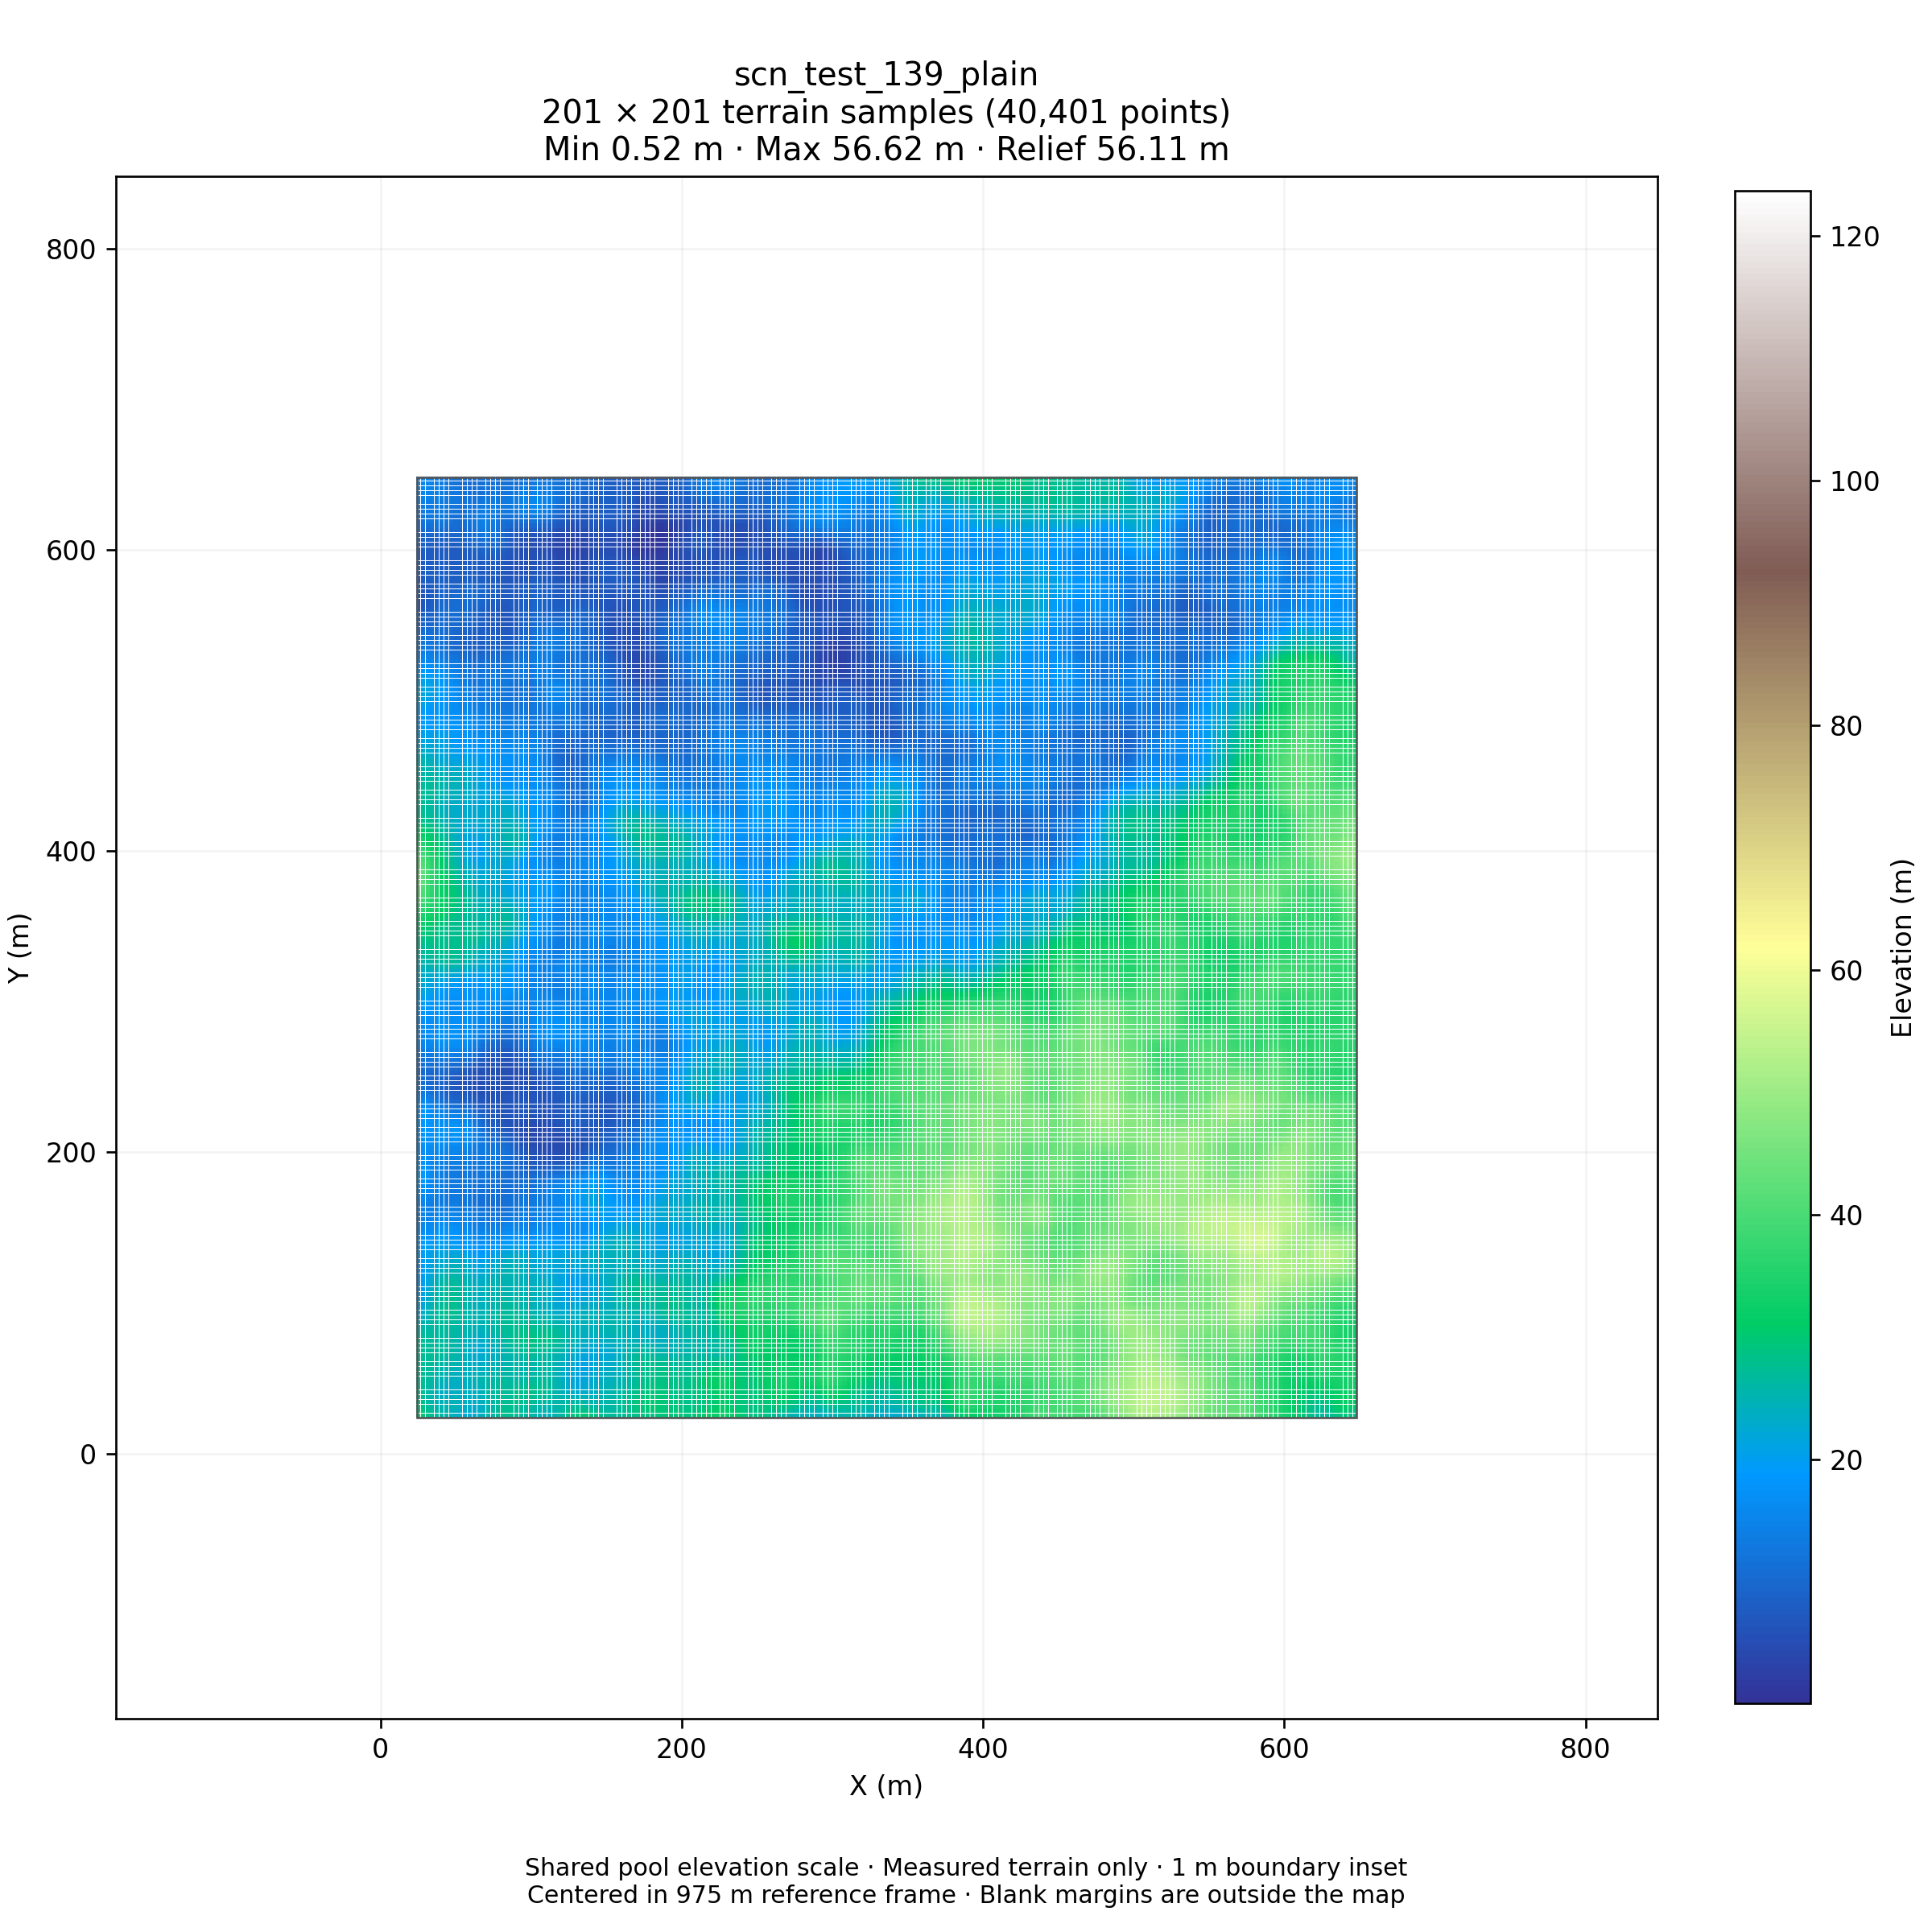 scn_test_139_plain
201 × 201 terrain samples (40,401 points)
Min 0.52 m · Max 56.62 m · Relief 56.11 m
800
600
400
200
0
Y (m)
0
200
400
600
800
X (m)
120
100
80
60
40
20
Elevation (m)
Shared pool elevation scale · Measured terrain only · 1 m boundary inset
Centered in 975 m reference frame · Blank margins are outside the map